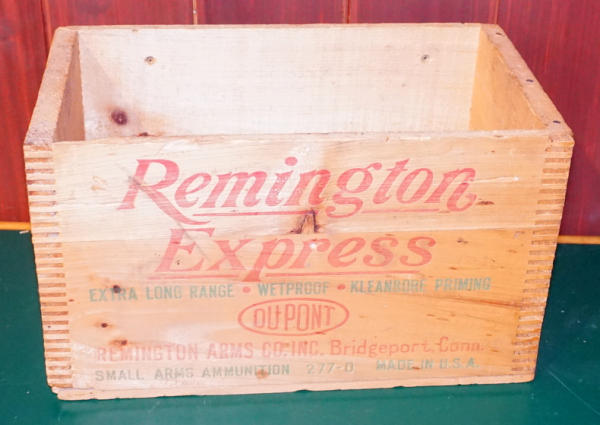 Remington
Express
EXTRA LONG RANGE • WETPROOF • KLEANBORE PRIMING
DU PONT
REMINGTON ARMS CO. INC. Bridgeport, Conn.
SMALL ARMS AMMUNITION 277-D MADE IN U.S.A.